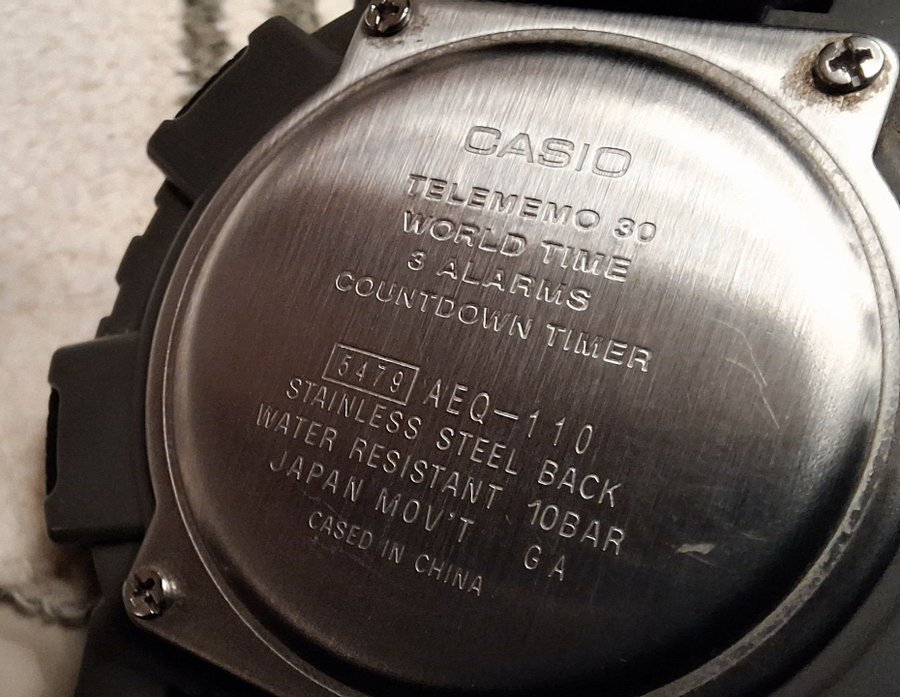 CASIO
TELEMEMO 30
WORLD TIME
3 ALARMS
COUNTDOWN TIMER
5479 AEQ-110
STAINLESS STEEL BACK
WATER RESISTANT 10BAR
JAPAN MOV'T G A
CASED IN CHINA